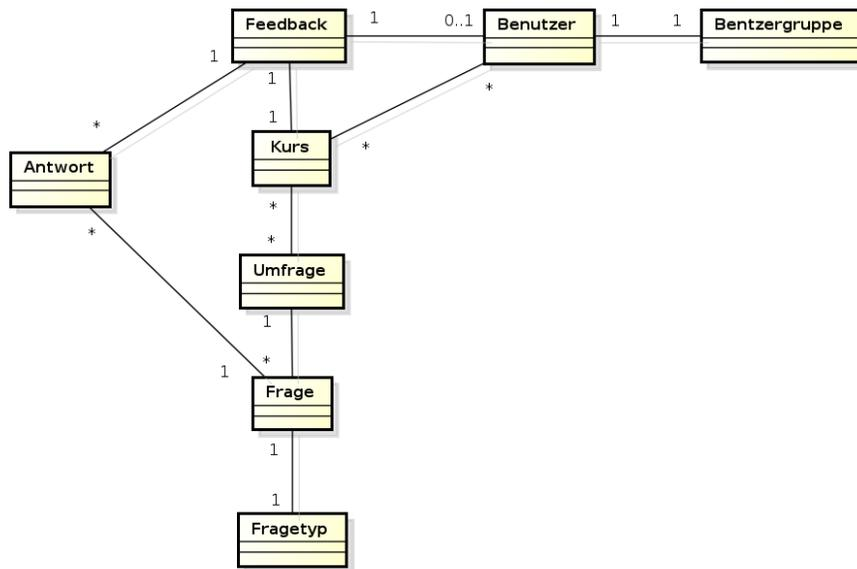 Feedback 1 0..1 Benutzer 1 1 Bentzergruppe
1 1 *
* 1 *
Antwort Kurs
* *
*
Umfrage
1
*
1
Frage
1
1
Fragetyp